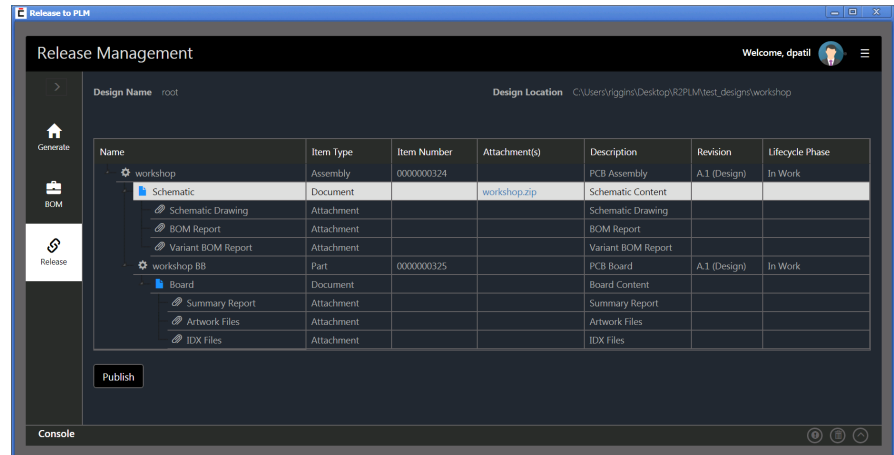 Release to PLM
Release Management
Welcome, dpatil
Design Name root Design Location C:\Users\riggins\Desktop\R2PLM\test_designs\workshop
Generate
BOM
Release
Name Item Type Item Number Attachment(s) Description Revision Lifecycle Phase
workshop Assembly 0000000324 PCB Assembly A.1 (Design) In Work
Schematic Document workshop.zip Schematic Content
Schematic Drawing Attachment Schematic Drawing
BOM Report Attachment BOM Report
Variant BOM Report Attachment Variant BOM Report
workshop BB Part 0000000325 PCB Board A.1 (Design) In Work
Board Document Board Content
Summary Report Attachment Summary Report
Artwork Files Attachment Artwork Files
IDX Files Attachment IDX Files
Publish
Console